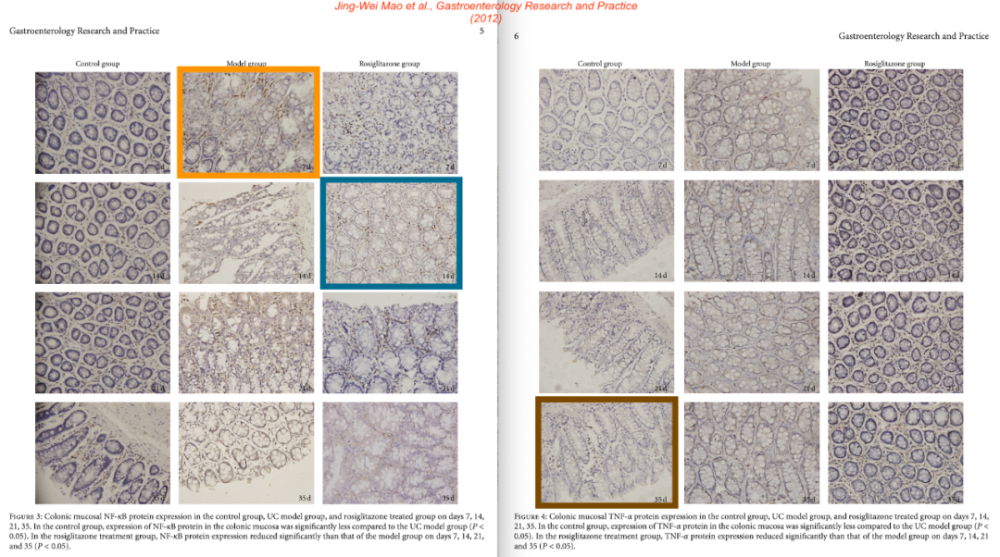 Jing-Wei Mao et al., Gastroenterology Research and Practice
(2012)
Gastroenterology Research and Practice
5
Control group
Model group
Rosiglitazone group
7 d
7 d
7 d
14 d
14 d
14 d
21 d
21 d
21 d
35 d
35 d
35 d
FIGURE 3: Colonic mucosal NF-κB protein expression in the control group, UC model group, and rosiglitazone treated group on days 7, 14,
21, 35. In the control group, expression of NF-κB protein in the colonic mucosa was significantly less compared to the UC model group (P <
0.05). In the rosiglitazone treatment group, NF-κB protein expression reduced significantly than that of the model group on days 7, 14, 21,
and 35 (P < 0.05).
6
Gastroenterology Research and Practice
Control group
Model group
Rosiglitazone group
7 d
7 d
7 d
14 d
14 d
14 d
21 d
21 d
21 d
35 d
35 d
35 d
FIGURE 4: Colonic mucosal TNF-α protein expression in the control group, UC model group, and rosiglitazone treated group on days 7, 14,
21, 35. In the control group, expression of TNF-α protein in the colonic mucosa was significantly less compared to the UC model group (P <
0.05). In the rosiglitazone treatment group, TNF-α protein expression reduced significantly than that of the model group on days 7, 14, 21
and 35 (P < 0.05).